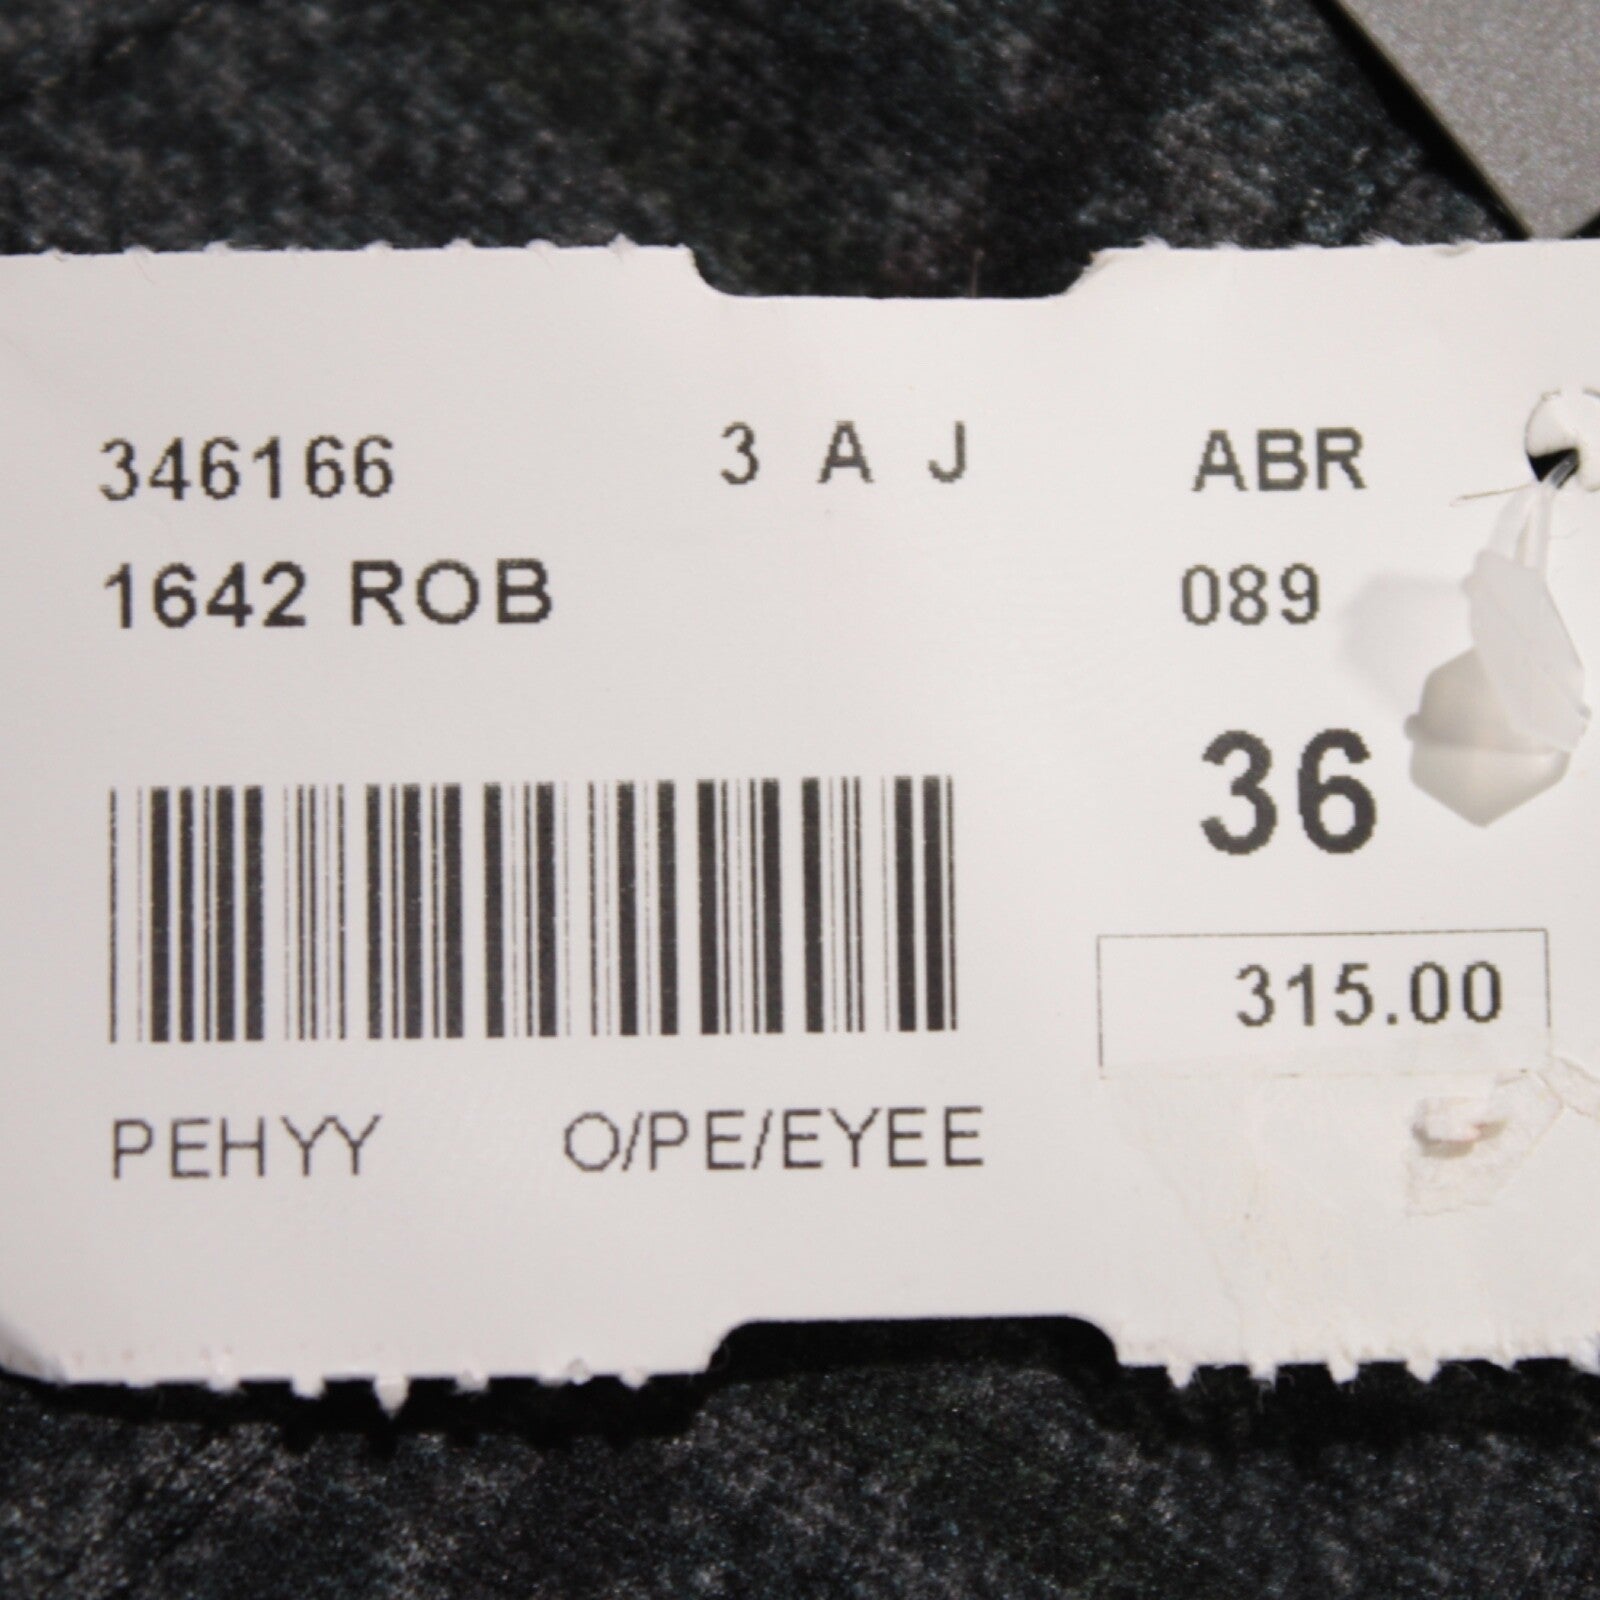 346166 3 A J ABR
1642 ROB 089
36
315.00
PEHYY O/PE/EYEE